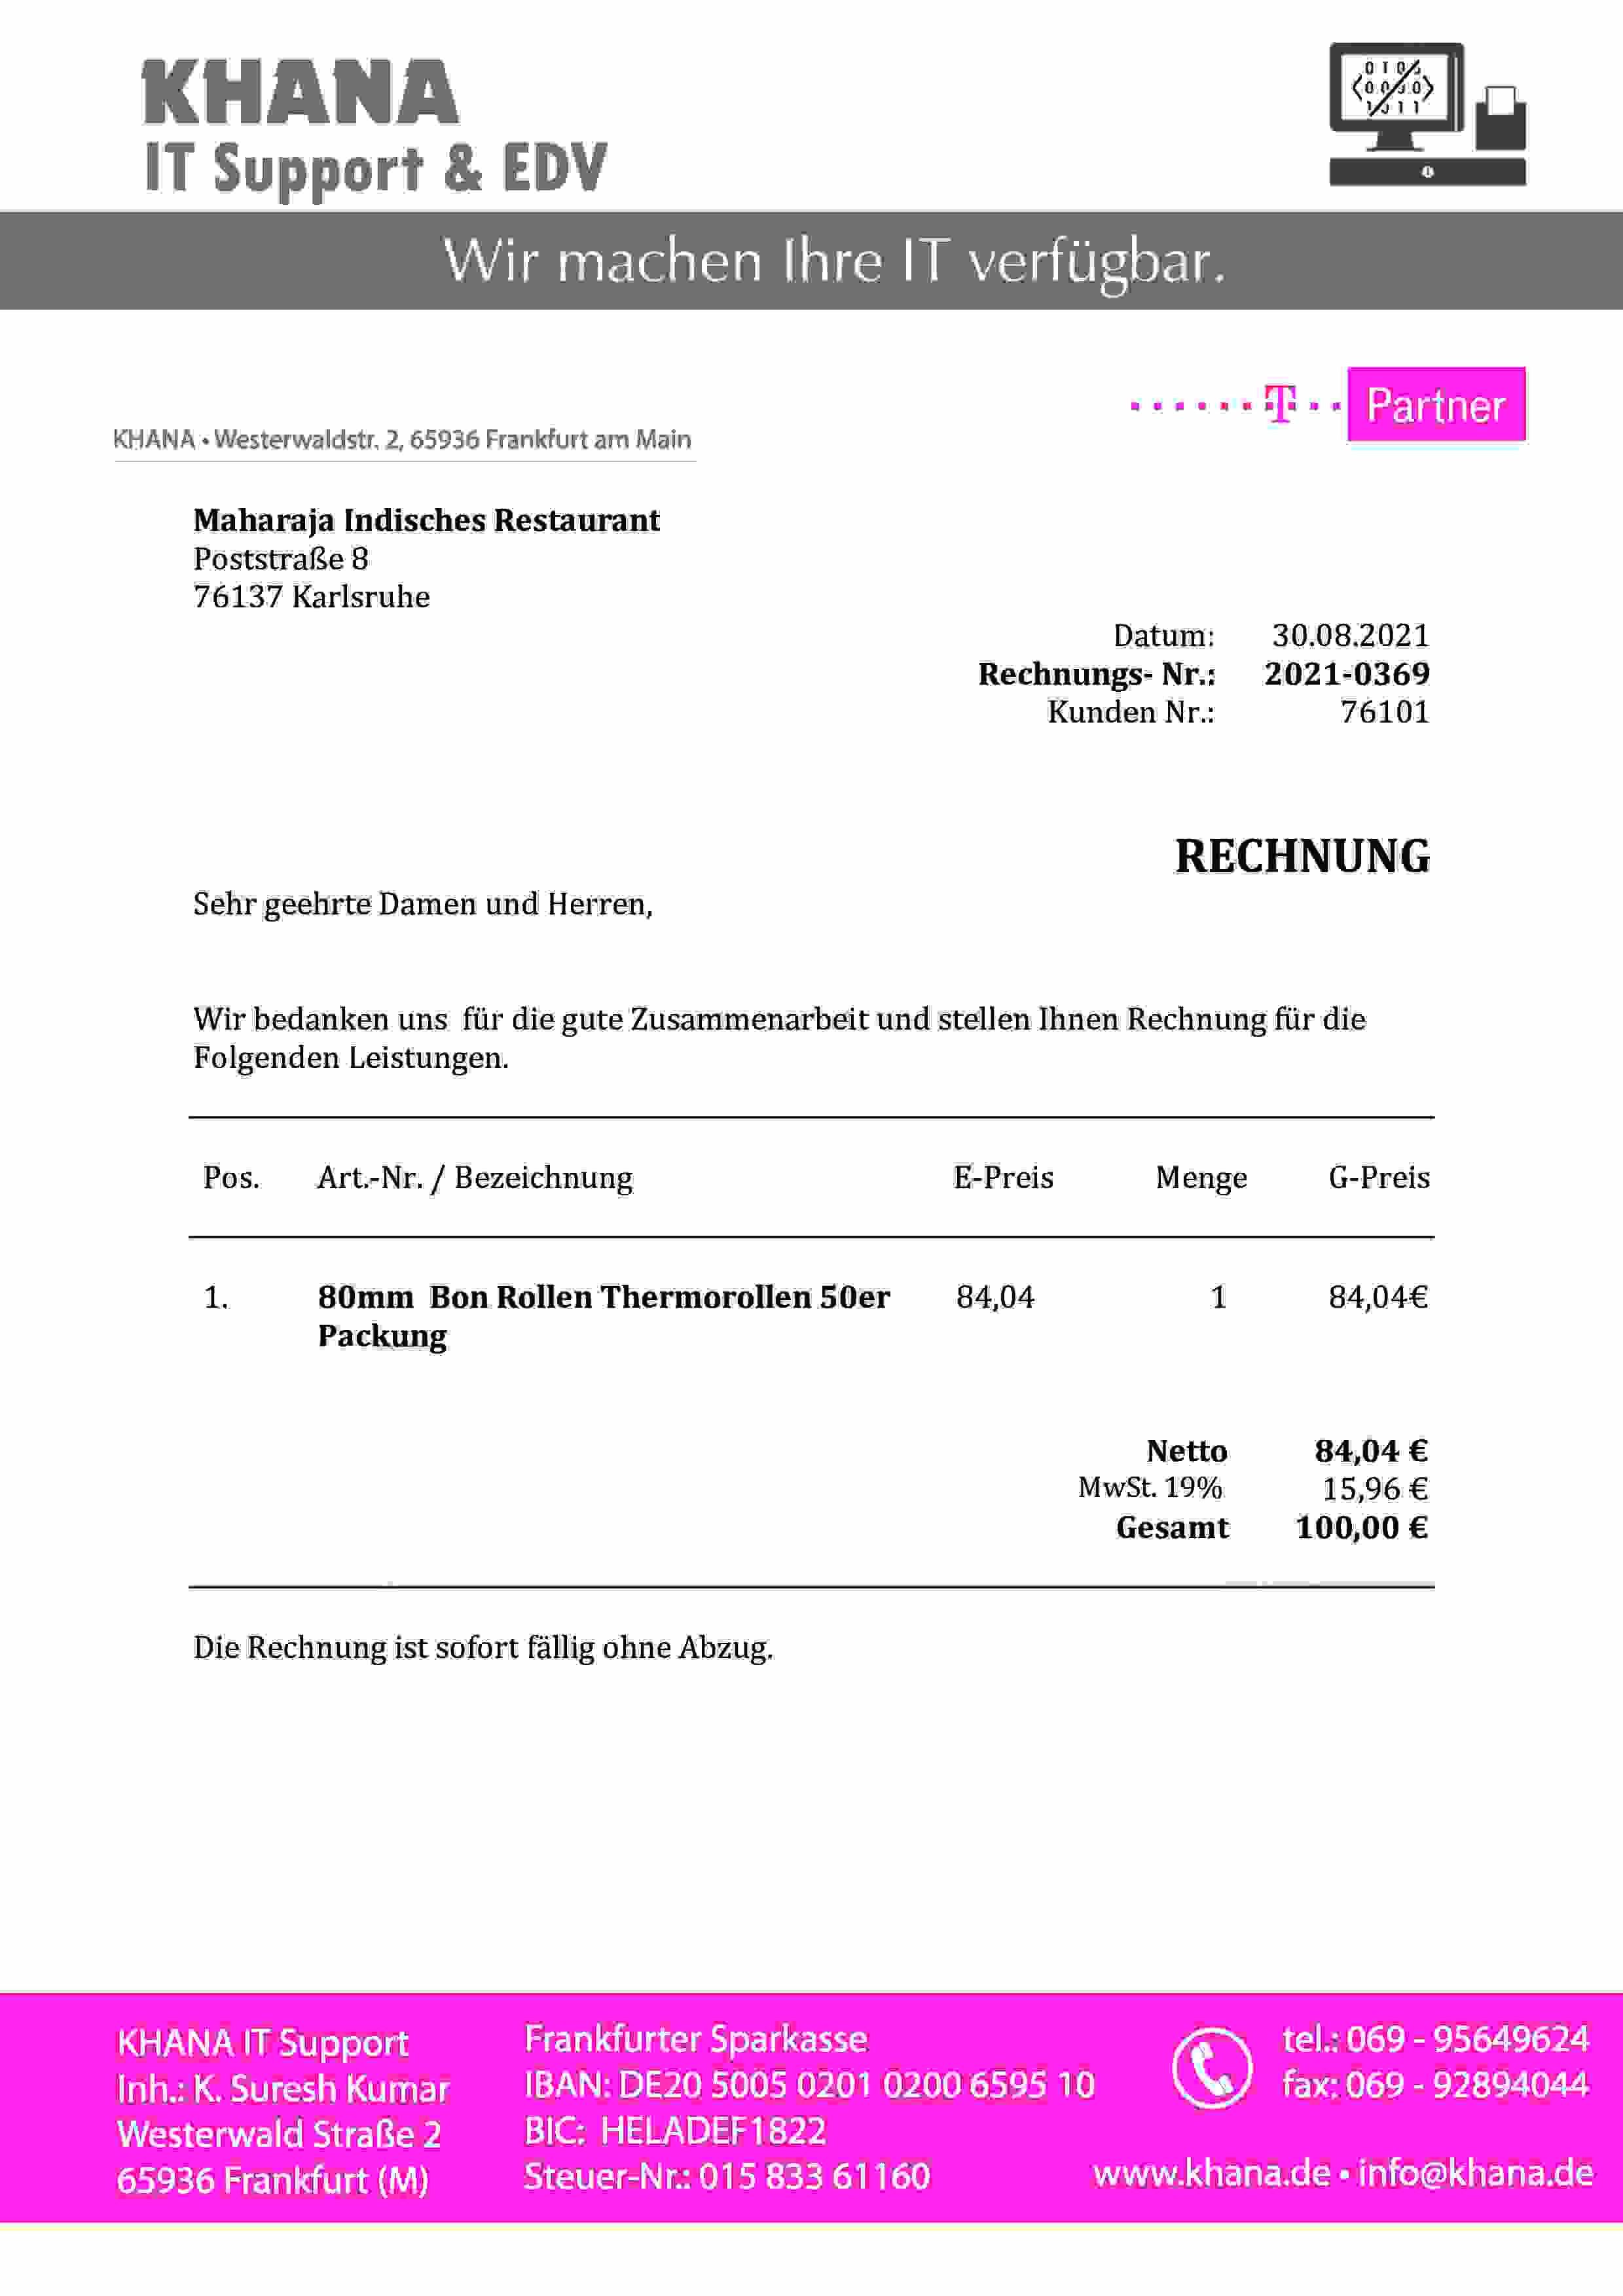 KHANA
IT Support & EDV
Wir machen Ihre IT verfügbar.
T Partner
KHANA • Westerwaldstr. 2, 65936 Frankfurt am Main
Maharaja Indisches Restaurant
Poststraße 8
76137 Karlsruhe
Datum: 30.08.2021
Rechnungs- Nr.: 2021-0369
Kunden Nr.: 76101
RECHNUNG
Sehr geehrte Damen und Herren,
Wir bedanken uns für die gute Zusammenarbeit und stellen Ihnen Rechnung für die
Folgenden Leistungen.
Pos. Art.-Nr. / Bezeichnung E-Preis Menge G-Preis
1. 80mm Bon Rollen Thermorollen 50er 84,04 1 84,04€
Packung
Netto 84,04 €
MwSt. 19% 15,96 €
Gesamt 100,00 €
Die Rechnung ist sofort fällig ohne Abzug.
KHANA IT Support
Inh.: K. Suresh Kumar
Westerwald Straße 2
65936 Frankfurt (M)
Frankfurter Sparkasse
IBAN: DE20 5005 0201 0200 6595 10
BIC: HELADEF1822
Steuer-Nr.: 015 833 61160
tel.: 069 - 95649624
fax: 069 - 92894044
www.khana.de • info@khana.de